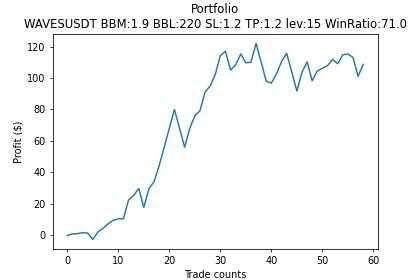 Portfolio
WAVESUSDT BBM:1.9 BBL:220 SL:1.2 TP:1.2 lev:15 WinRatio:71.0
120
100
80
60
40
20
0
Profit ($)
0 10 20 30 40 50 60
Trade counts